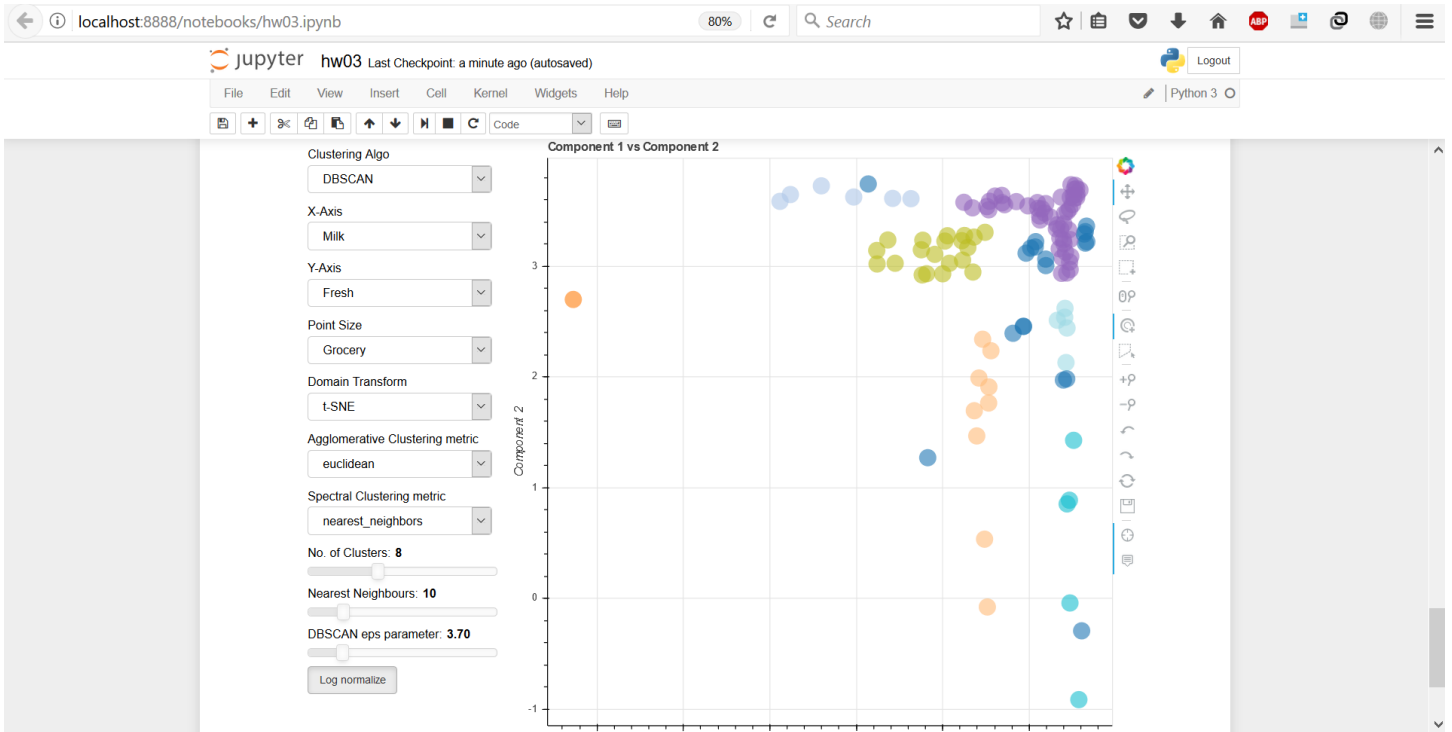 localhost:8888/notebooks/hw03.ipynb
80%
Search
ABP
jupyter hw03 Last Checkpoint: a minute ago (autosaved)
Logout
File Edit View Insert Cell Kernel Widgets Help
Python 3
Code
Clustering Algo
DBSCAN
X-Axis
Milk
Y-Axis
Fresh
Point Size
Grocery
Domain Transform
t-SNE
Agglomerative Clustering metric
euclidean
Spectral Clustering metric
nearest_neighbors
No. of Clusters: 8
Nearest Neighbours: 10
DBSCAN eps parameter: 3.70
Log normalize
Component 1 vs Component 2
Component 2
3
2
1
0
-1